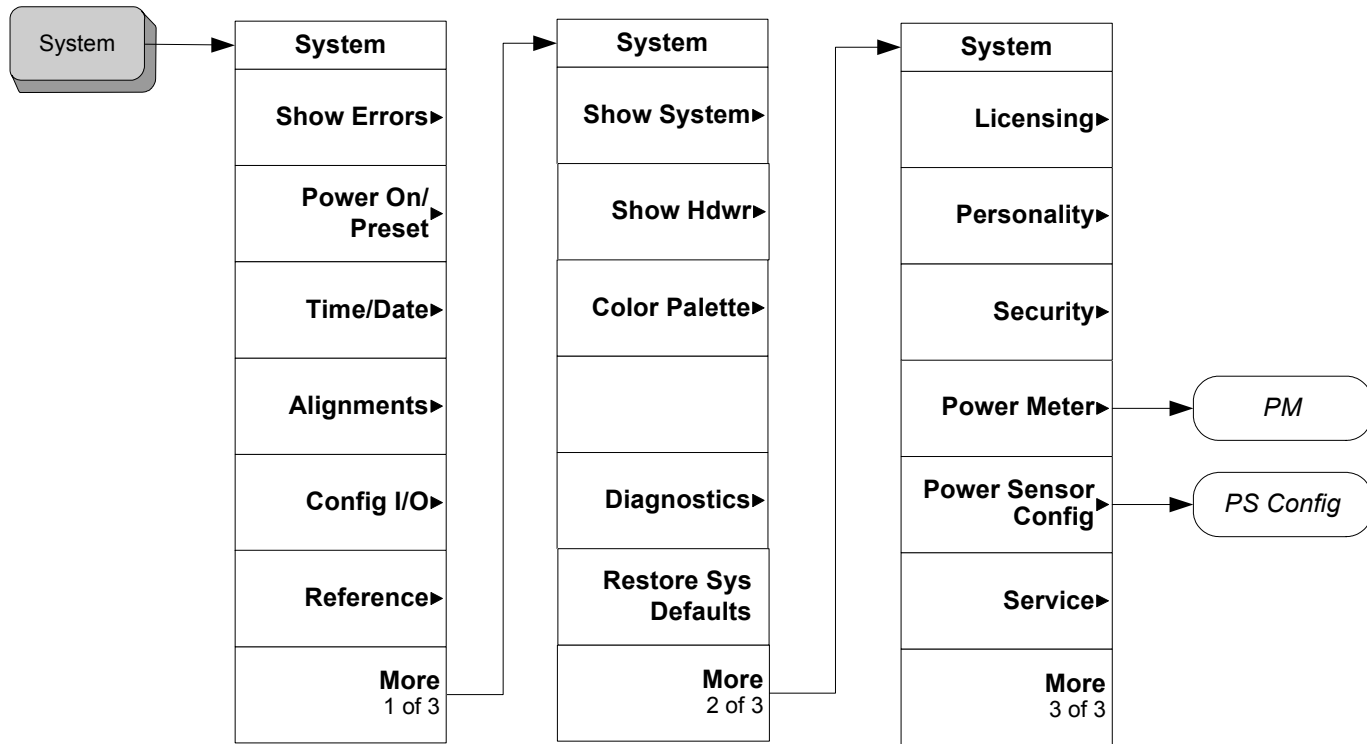 System
System
Show Errors
Power On/
Preset
Time/Date
Alignments
Config I/O
Reference
More
1 of 3
System
Show System
Show Hdwr
Color Palette
Diagnostics
Restore Sys
Defaults
More
2 of 3
System
Licensing
Personality
Security
Power Meter
Power Sensor
Config
Service
More
3 of 3
PM
PS Config